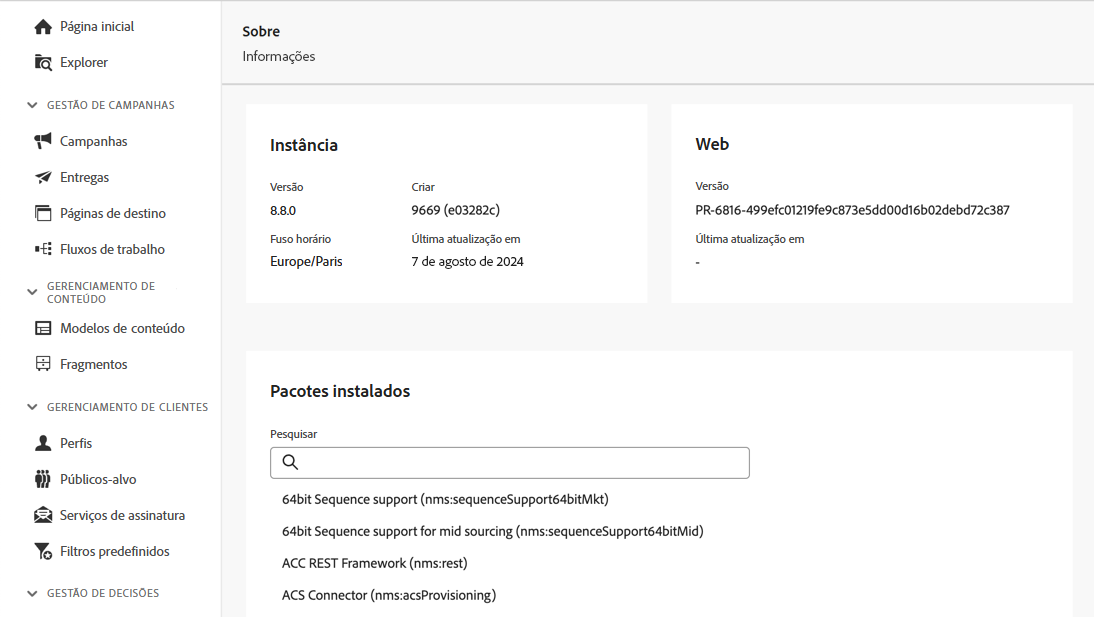 Página inicial
Explorer
GESTÃO DE CAMPANHAS
Campanhas
Entregas
Páginas de destino
Fluxos de trabalho
GERENCIAMENTO DE
CONTEÚDO
Modelos de conteúdo
Fragmentos
GERENCIAMENTO DE CLIENTES
Perfis
Públicos-alvo
Serviços de assinatura
Filtros predefinidos
GESTÃO DE DECISÕES
Sobre
Informações
Instância
Versão Criar
8.8.0 9669 (e03282c)
Fuso horário Última atualização em
Europe/Paris 7 de agosto de 2024
Web
Versão
PR-6816-499efc01219fe9c873e5dd00d16b02debd72c387
Última atualização em
-
Pacotes instalados
Pesquisar
64bit Sequence support (nms:sequenceSupport64bitMkt)
64bit Sequence support for mid sourcing (nms:sequenceSupport64bitMid)
ACC REST Framework (nms:rest)
ACS Connector (nms:acsProvisioning)